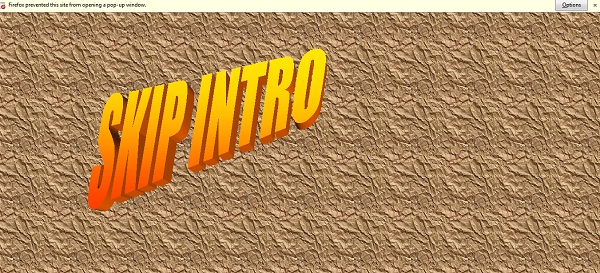 Firefox prevented this site from opening a pop-up window.
Options
SKIP INTRO